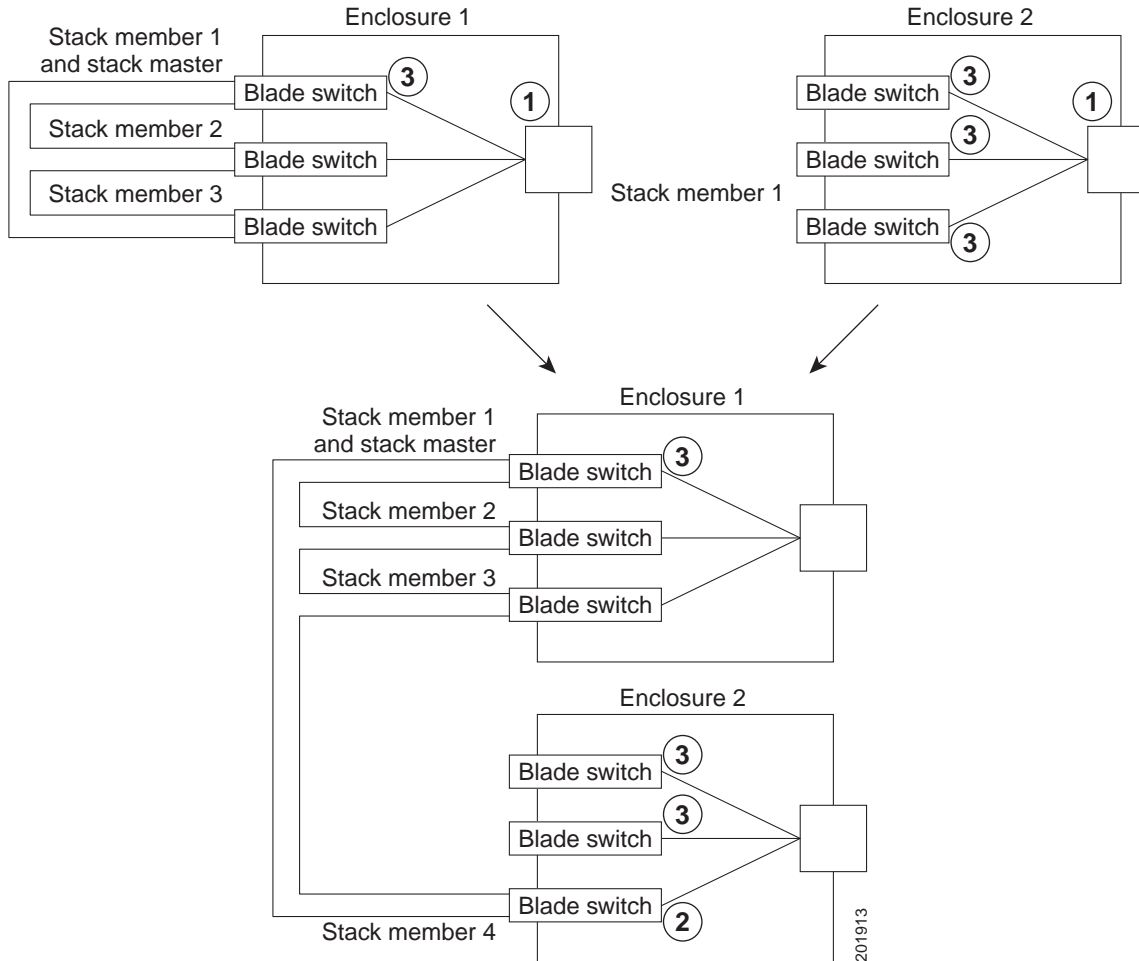 Enclosure 1
Stack member 1
and stack master
3
Blade switch
1
Stack member 2
Blade switch
Stack member 3
Blade switch
Enclosure 2
3
Blade switch
1
3
Blade switch
Stack member 1
Blade switch
3
Enclosure 1
Stack member 1
and stack master
3
Blade switch
Stack member 2
Blade switch
Stack member 3
Blade switch
Enclosure 2
3
Blade switch
3
Blade switch
Blade switch
2
Stack member 4
201913